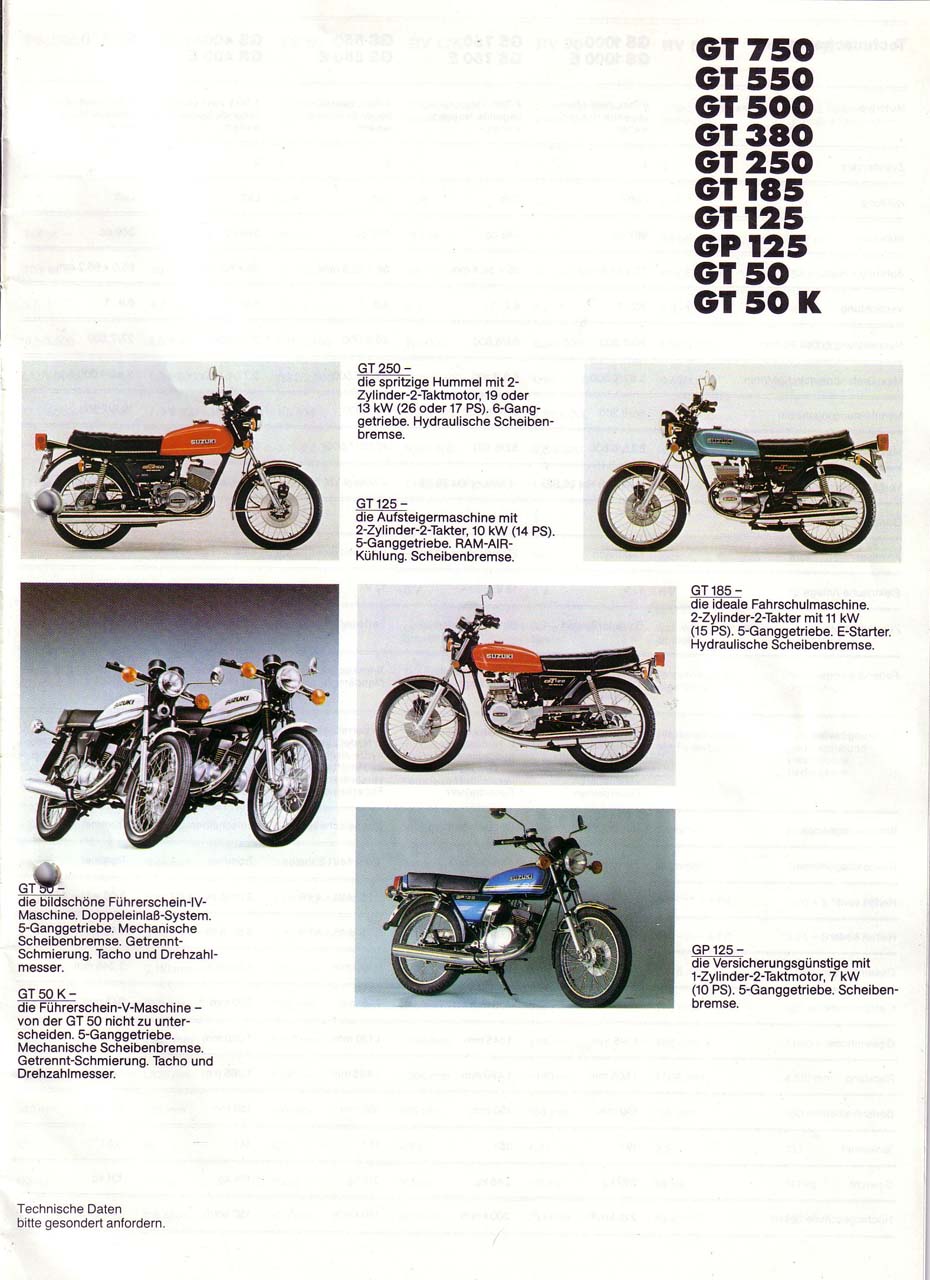 GT 750
GT 550
GT 500
GT 380
GT 250
GT 185
GT 125
GP 125
GT 50
GT 50 K
GT 250 –
die spritzige Hummel mit 2-
Zylinder-2-Taktmotor, 19 oder
13 kW (26 oder 17 PS). 6-Gang-
getriebe. Hydraulische Scheiben-
bremse.
GT 125 –
die Aufsteigermaschine mit
2-Zylinder-2-Takter, 10 kW (14 PS).
5-Ganggetriebe. RAM-AIR-
Kühlung. Scheibenbremse.
SUZUKI
SUZUKI
GT 185 –
die ideale Fahrschulmaschine.
2-Zylinder-2-Takter mit 11 kW
(15 PS). 5-Ganggetriebe. E-Starter.
Hydraulische Scheibenbremse.
SUZUKI
SUZUKI
SUZUKI
SUZUKI
GP 125
GT 50 –
die bildschöne Führerschein-IV-
Maschine. Doppeleinlaß-System.
5-Ganggetriebe. Mechanische
Scheibenbremse. Getrennt-
Schmierung. Tacho und Drehzahl-
messer.
GT 50 K –
die Führerschein-V-Maschine –
von der GT 50 nicht zu unter-
scheiden. 5-Ganggetriebe.
Mechanische Scheibenbremse.
Getrennt-Schmierung. Tacho und
Drehzahlmesser.
GP 125 –
die Versicherungsgünstige mit
1-Zylinder-2-Taktmotor, 7 kW
(10 PS). 5-Ganggetriebe. Scheiben-
bremse.
Technische Daten
bitte gesondert anfordern.